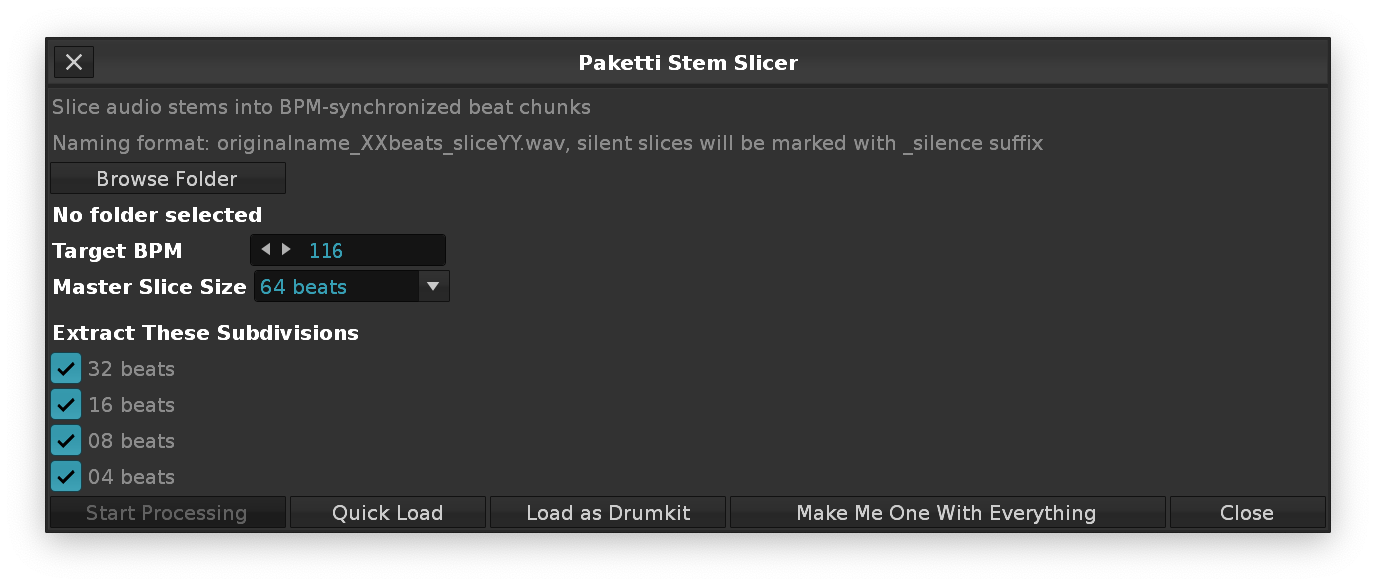 Paketti Stem Slicer
Slice audio stems into BPM-synchronized beat chunks
Naming format: originalname_XXbeats_sliceYY.wav, silent slices will be marked with _silence suffix
Browse Folder
No folder selected
Target BPM 116
Master Slice Size 64 beats
Extract These Subdivisions
32 beats
16 beats
08 beats
04 beats
Start Processing Quick Load Load as Drumkit Make Me One With Everything Close